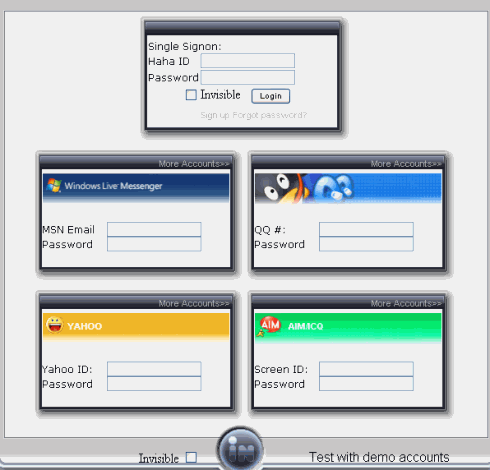 Single Signon:
Haha ID
Password
Invisible Login
Sign up Forgot password?
More Accounts>>
Windows Live Messenger
MSN Email
Password
More Accounts>>
QQ #:
Password
More Accounts>>
YAHOO
Yahoo ID:
Password
More Accounts>>
AIM AIM/ICQ
Screen ID:
Password
Invisible
im
Test with demo accounts